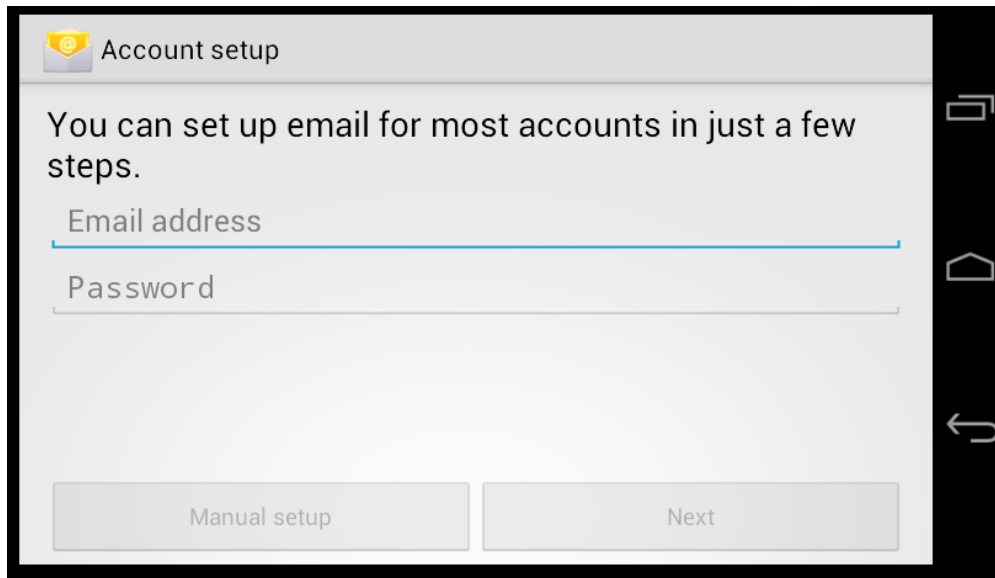 Account setup
You can set up email for most accounts in just a few
steps.
Email address
Password
Manual setup
Next